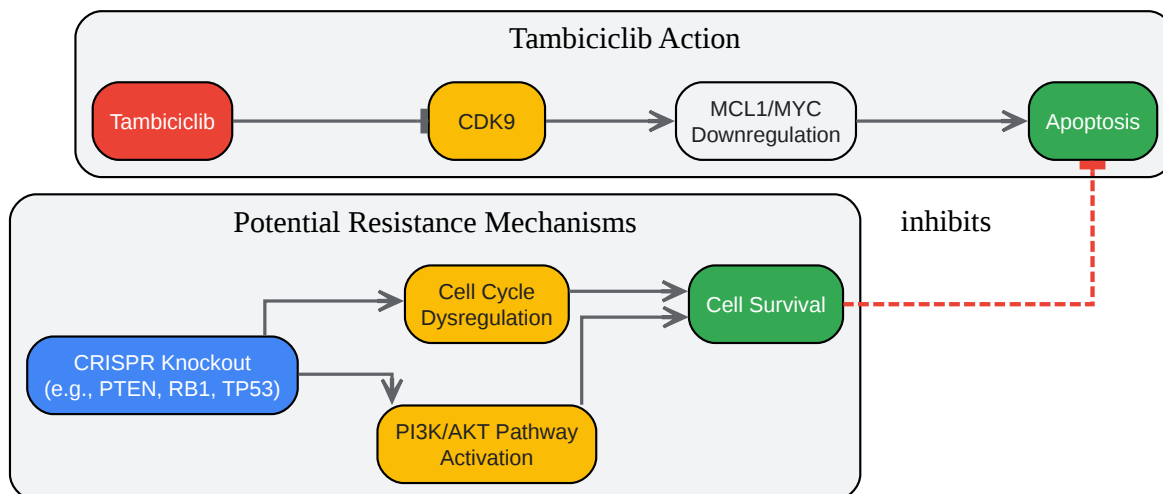 Tambiciclib Action
Tambiciclib
CDK9
MCL1/MYC
Downregulation
Apoptosis
Potential Resistance Mechanisms
inhibits
Cell Cycle
Dysregulation
Cell Survival
CRISPR Knockout
(e.g., PTEN, RB1, TP53)
PI3K/AKT Pathway
Activation